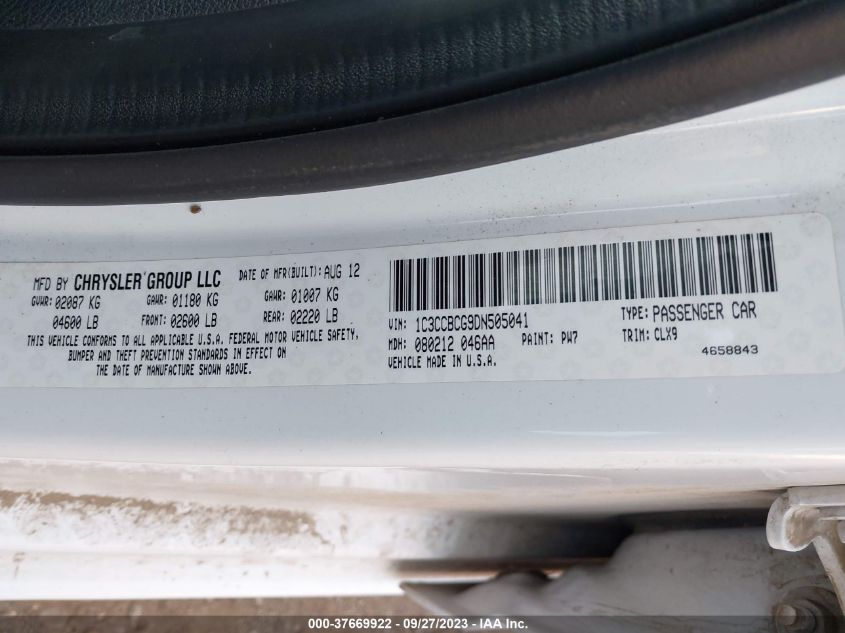 MFD BY CHRYSLER GROUP LLC DATE OF MFR(BUILT): AUG 12
GVWR: 02087 KG GAWR: 01180 KG GAWR: 01007 KG
04600 LB FRONT: 02600 LB REAR: 02220 LB
THIS VEHICLE CONFORMS TO ALL APPLICABLE U.S.A. FEDERAL MOTOR VEHICLE SAFETY,
BUMPER AND THEFT PREVENTION STANDARDS IN EFFECT ON
THE DATE OF MANUFACTURE SHOWN ABOVE.
VIN: 1C3CCBCG9DN505041 TYPE: PASSENGER CAR
MDH: 080212 046AA PAINT: PW7 TRIM: CLX9
VEHICLE MADE IN U.S.A. 4658843
000-37669922 - 09/27/2023 - Copyright © 2023, IAA, Inc.